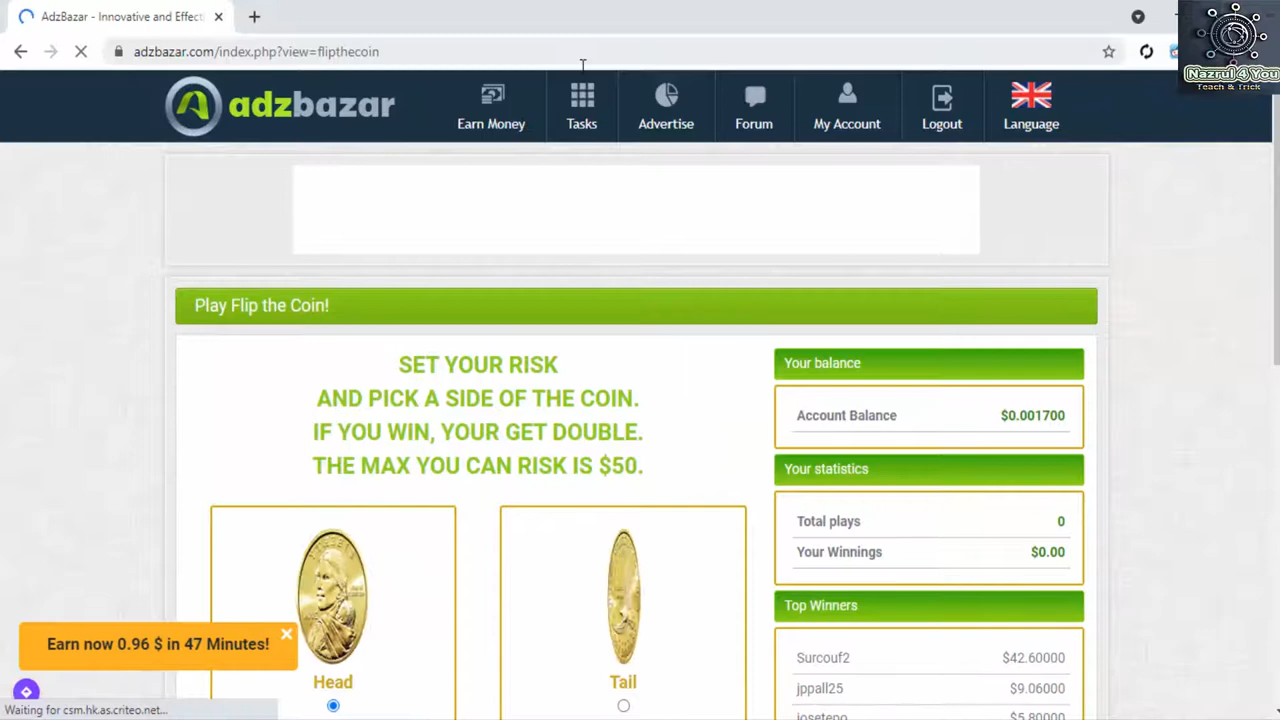 AdzBazar - Innovative and Effecti
adzbazar.com/index.php?view=flipthecoin
Nazrul 4 You
Teach & Trick
adzbazar
Earn Money
Tasks
Advertise
Forum
My Account
Logout
Language
Play Flip the Coin!
SET YOUR RISK
AND PICK A SIDE OF THE COIN.
IF YOU WIN, YOUR GET DOUBLE.
THE MAX YOU CAN RISK IS $50.
Head
Tail
Your balance
Account Balance $0.001700
Your statistics
Total plays 0
Your Winnings $0.00
Top Winners
Surcouf2 $42.60000
jppall25 $9.06000
joseteno $5.80000
Earn now 0.96 $ in 47 Minutes!
Waiting for csm.hk.as.criteo.net...